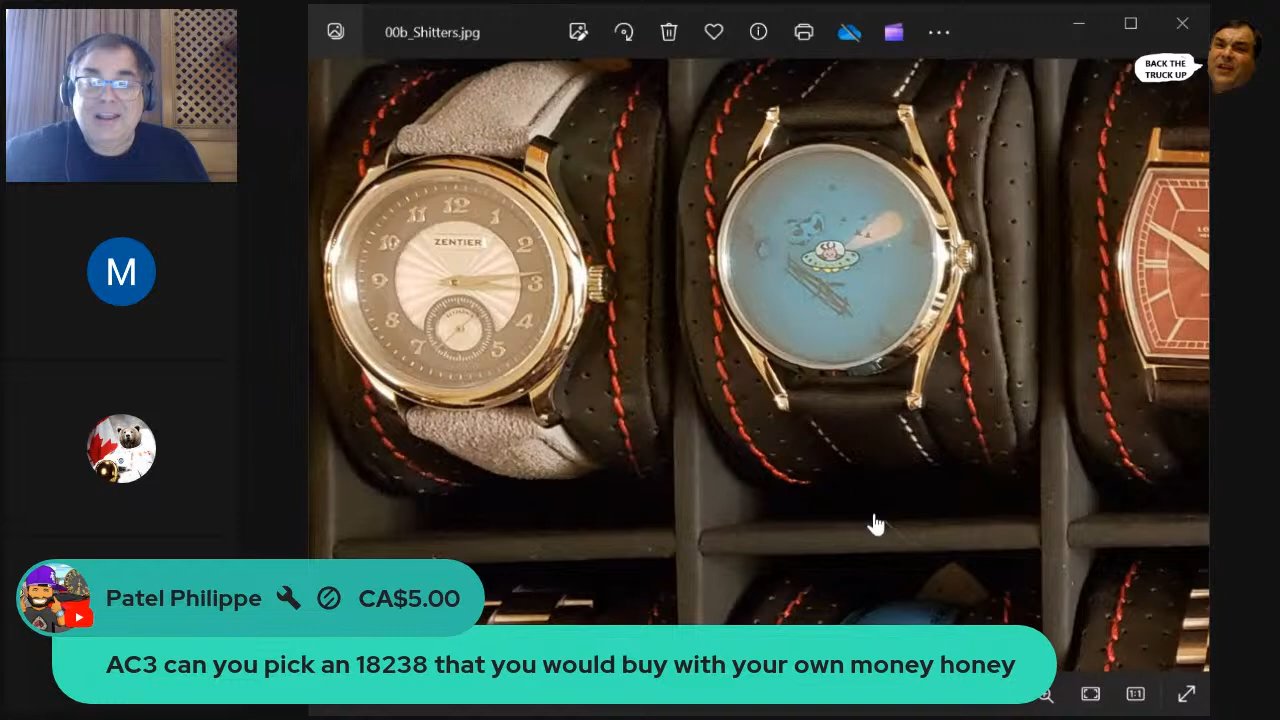 00b_Shitters.jpg
BACK THE
TRUCK UP
M
12
1
2
3
4
5
7
8
9
10
11
ZENTIER
1:1
Patel Philippe CA$5.00
AC3 can you pick an 18238 that you would buy with your own money honey